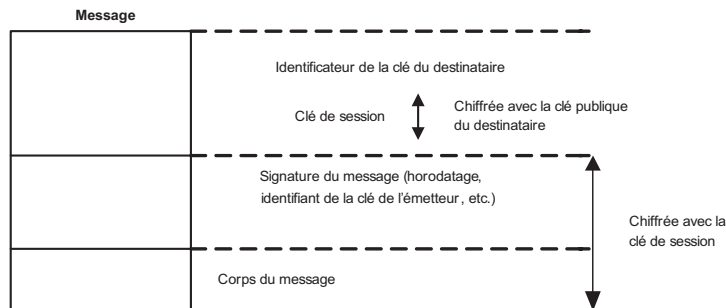 Message
Identificateur de la clé du destinataire
Clé de session
Chiffrée avec la clé publique
du destinataire
Signature du message (horodatage,
identifiant de la clé de l'émetteur, etc.)
Chiffrée avec la
clé de session
Corps du message